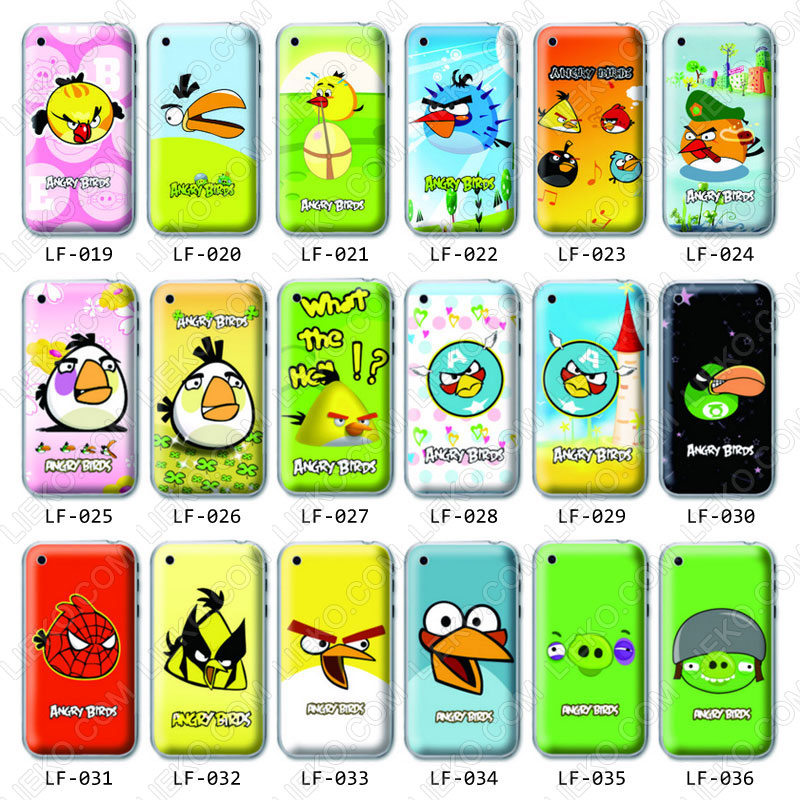 ANGRY BIRDS
LF-019
ANGRY BIRDS
LF-020
ANGRY BIRDS
LF-021
ANGRY BIRDS
LF-022
ANGRY BIRDS
LF-023
ANGRY BIRDS
LF-024
ANGRY BIRDS
LF-025
ANGRY BIRDS
LF-026
What
the
Hell !?
ANGRY BIRDS
LF-027
A
ANGRY BIRDS
LF-028
A
ANGRY BIRDS
LF-029
ANGRY BIRDS
LF-030
ANGRY BIRDS
LF-031
ANGRY BIRDS
LF-032
ANGRY BIRDS
LF-033
ANGRY BIRDS
LF-034
ANGRY BIRDS
LF-035
ANGRY BIRDS
LF-036
LIEKO.COM